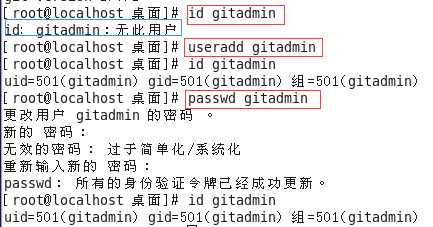 [ root@localhost 桌面]# id gitadmin
id: gitadmin：无此用户
[ root@localhost 桌面]# useradd gitadmin
[ root@localhost 桌面]# id gitadmin
uid=501(gitadmin) gid=501(gitadmin) 组=501(gitadmin)
[ root@localhost 桌面]# passwd gitadmin
更改用户 gitadmin 的密码 。
新的 密码：
无效的密码： 过于简单化/系统化
重新输入新的 密码：
passwd： 所有的身份验证令牌已经成功更新。
[ root@localhost 桌面]# id gitadmin
uid=501(gitadmin) gid=501(gitadmin) 组=501(gitadmin)